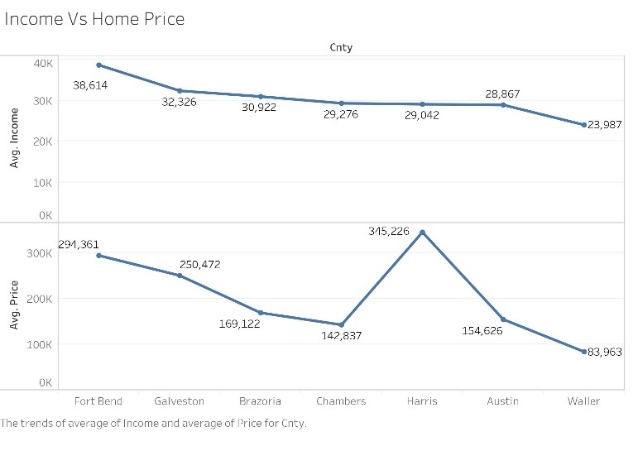 Income Vs Home Price
Cnty
40K
30K
20K
10K
0K
Avg. Income
38,614
32,326
30,922
29,276
29,042
28,867
23,987
300K
200K
100K
0K
Avg. Price
294,361
250,472
169,122
142,837
345,226
154,626
83,963
Fort Bend Galveston Brazoria Chambers Harris Austin Waller
The trends of average of Income and average of Price for Cnty.